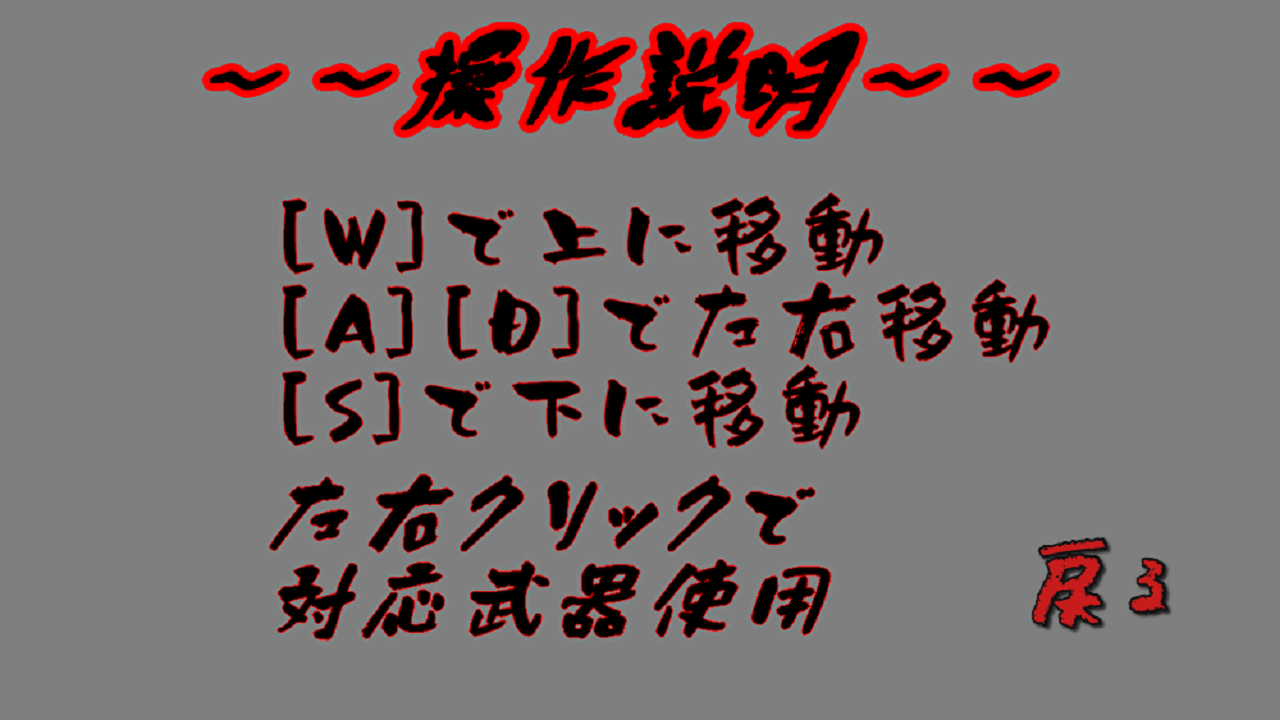 ～～操作説明～～
[W]で上に移動
[A][D]で左右移動
[S]で下に移動
左右クリックで
対応武器使用
戻る